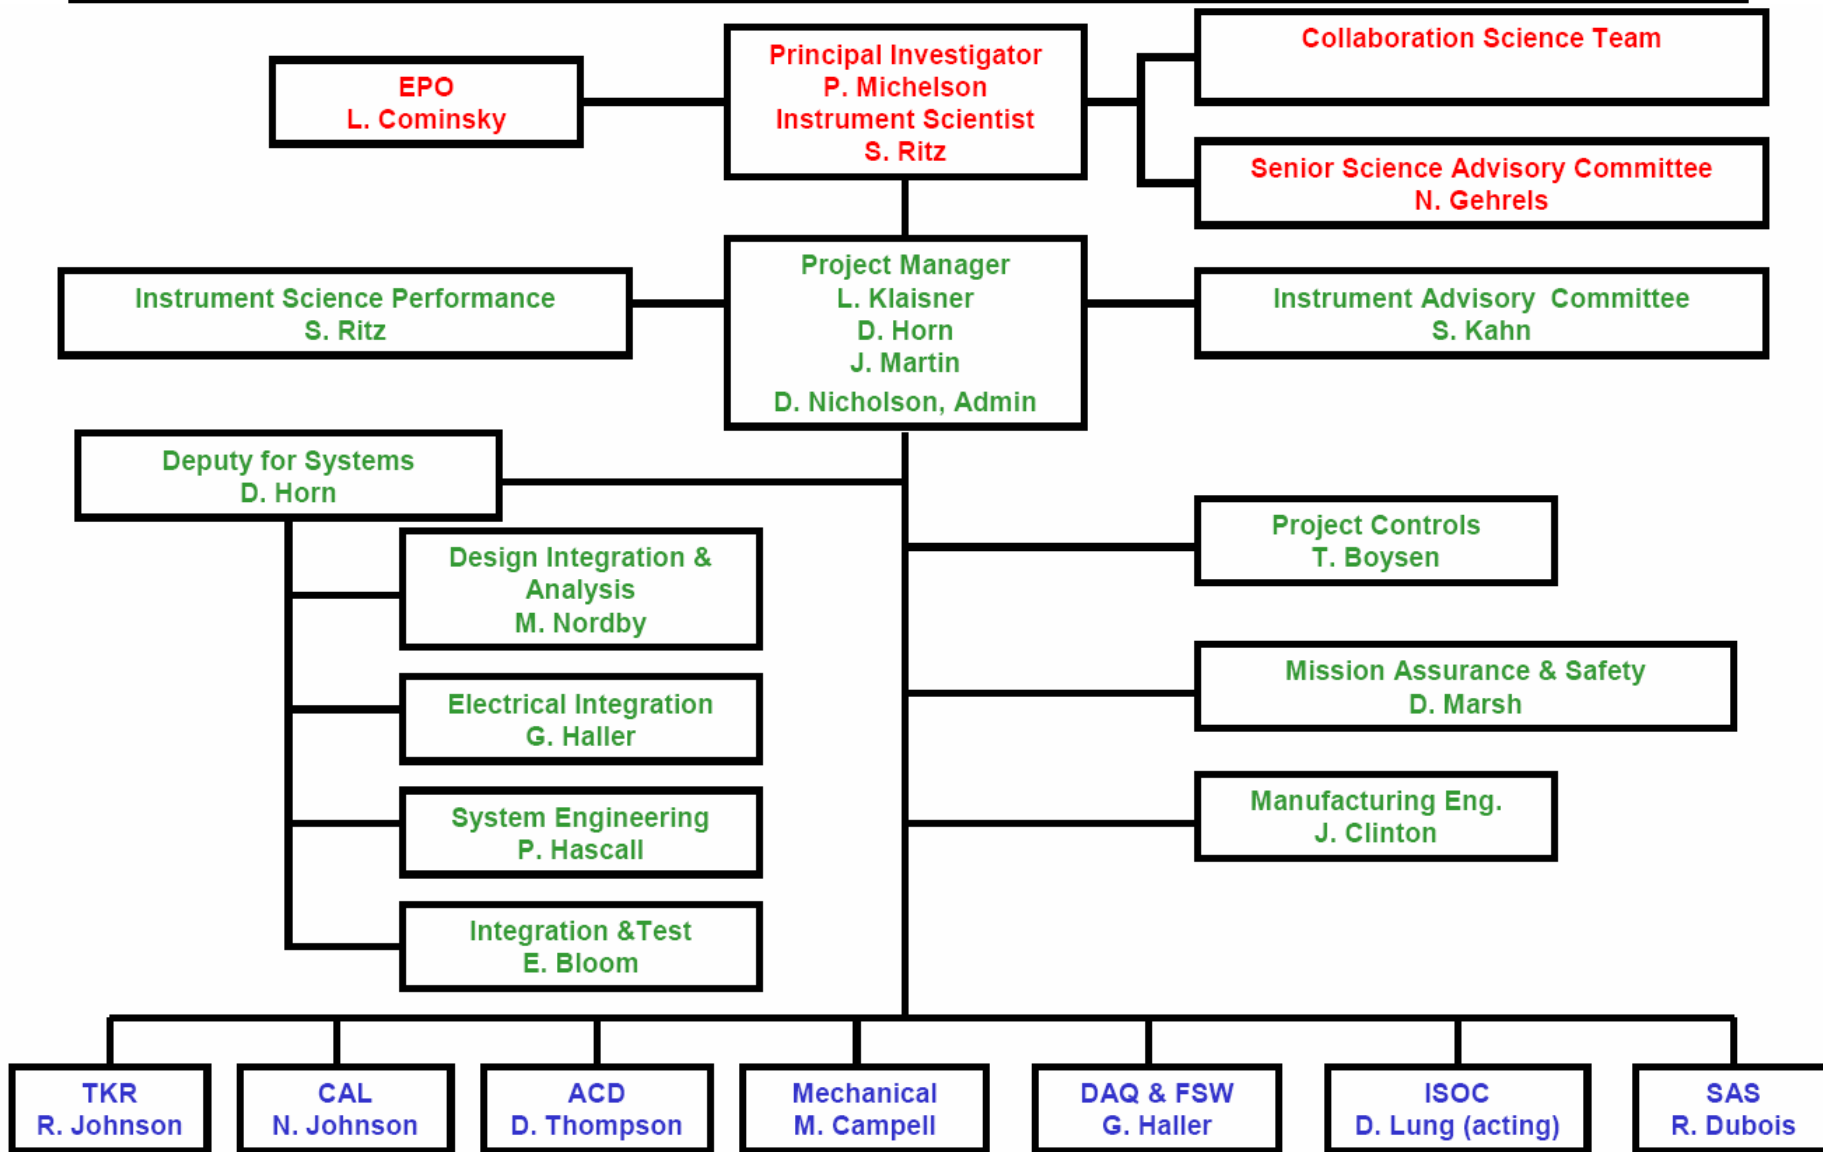 EPO
L. Cominsky
Principal Investigator
P. Michelson
Instrument Scientist
S. Ritz
Collaboration Science Team
Senior Science Advisory Committee
N. Gehrels
Instrument Science Performance
S. Ritz
Project Manager
L. Klaisner
D. Horn
J. Martin
D. Nicholson, Admin
Instrument Advisory Committee
S. Kahn
Deputy for Systems
D. Horn
Design Integration &
Analysis
M. Nordby
Electrical Integration
G. Haller
System Engineering
P. Hascall
Integration &Test
E. Bloom
Project Controls
T. Boysen
Mission Assurance & Safety
D. Marsh
Manufacturing Eng.
J. Clinton
TKR
R. Johnson
CAL
N. Johnson
ACD
D. Thompson
Mechanical
M. Campell
DAQ & FSW
G. Haller
ISOC
D. Lung (acting)
SAS
R. Dubois